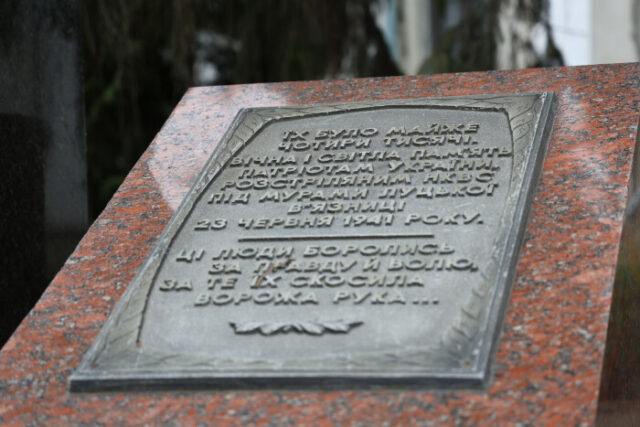 ЇХ БУЛО МАЙЖЕ
ЧОТИРИ ТИСЯЧІ.
ВІЧНА І СВІТЛА ПАМ'ЯТЬ
ПАТРІОТАМ УКРАЇНИ,
РОЗСТРІЛЯНИМ НКВС
ПІД МУРАМИ ЛУЦЬКОЇ
В'ЯЗНИЦІ
23 ЧЕРВНЯ 1941 РОКУ.
ЦІ ЛЮДИ БОРОЛИСЬ
ЗА ПРАВДУ Й ВОЛЮ,
ЗА ТЕ ЇХ СКОСИЛА
ВОРОЖА РУКА...